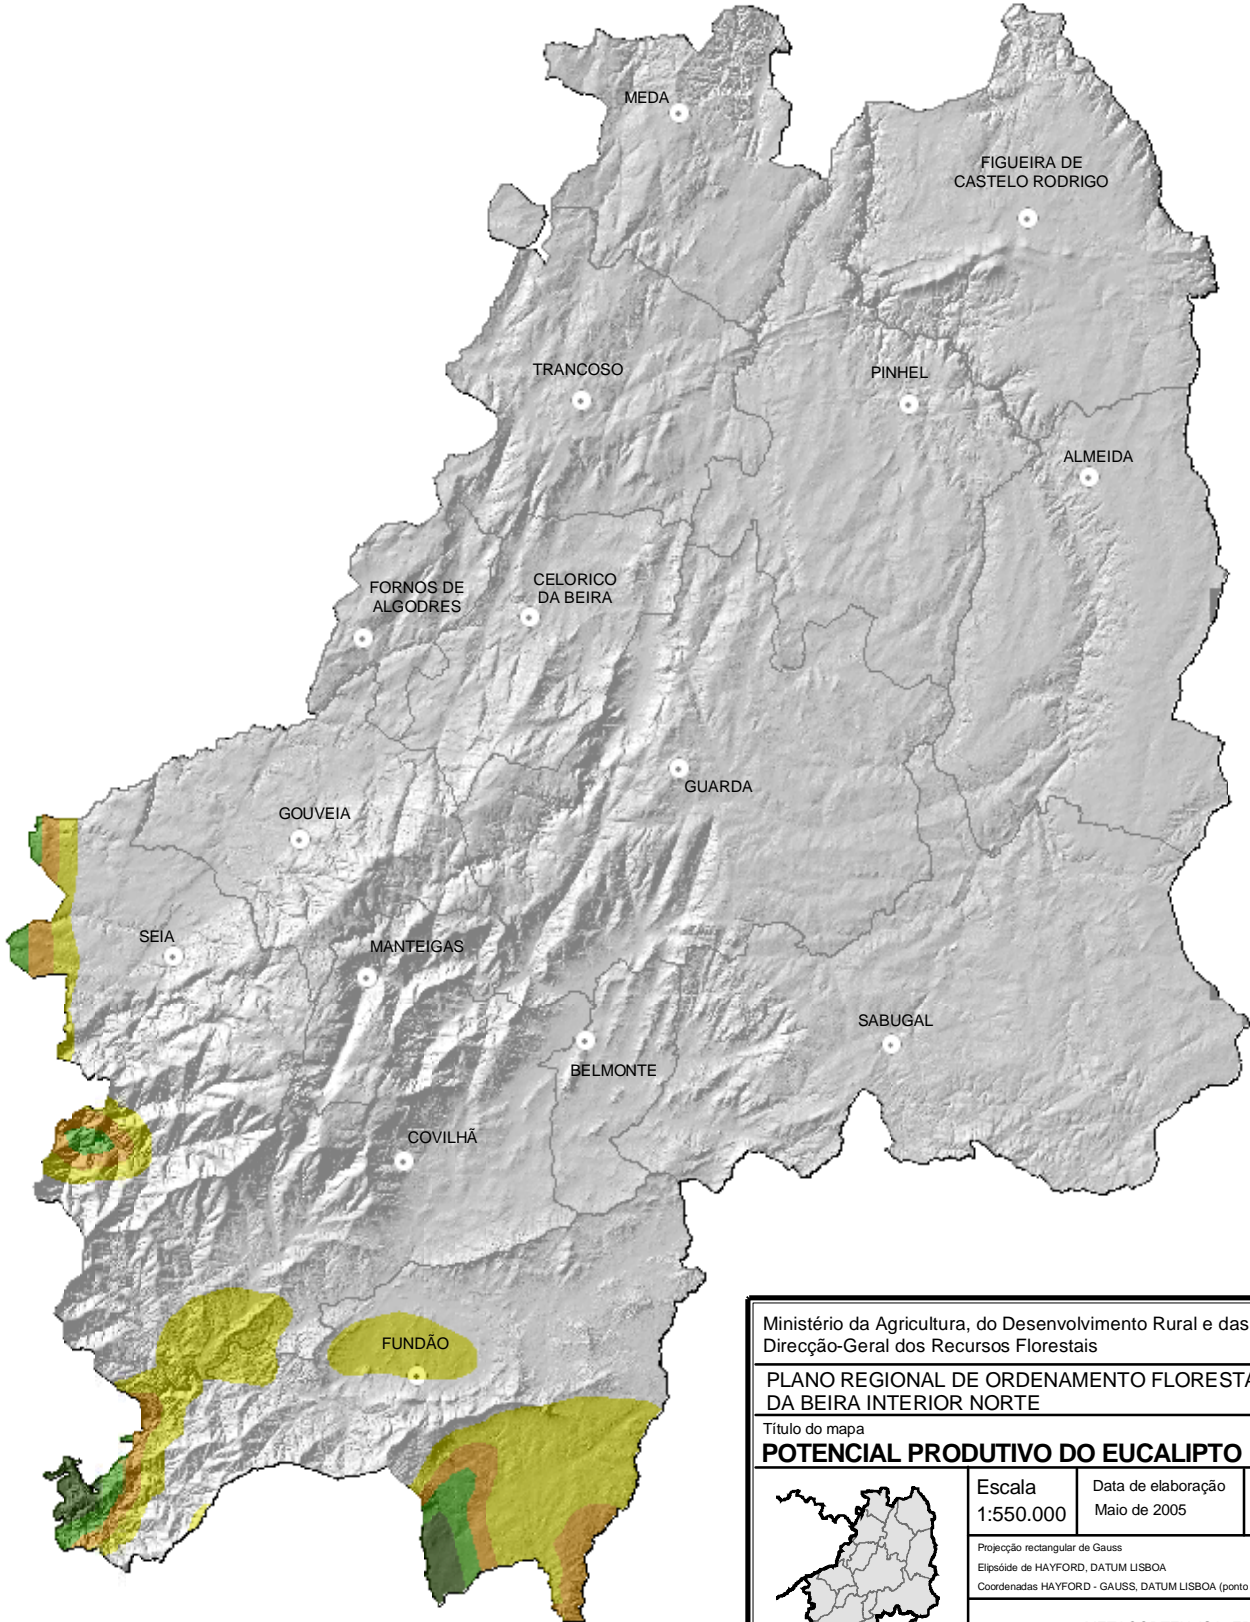 MEDA
FIGUEIRA DE
CASTELO RODRIGO
TRANCOSO
PINHEL
ALMEIDA
FORNOS DE
ALGODRES
CELORICO
DA BEIRA
GUARDA
GOUVEIA
SEIA
MANTEIGAS
SABUGAL
BELMONTE
COVILHÃ
FUNDÃO
Ministério da Agricultura, do Desenvolvimento Rural e das
Direcção-Geral dos Recursos Florestais
PLANO REGIONAL DE ORDENAMENTO FLORESTA
DA BEIRA INTERIOR NORTE
Título do mapa
POTENCIAL PRODUTIVO DO EUCALIPTO
Escala
1:550.000
Data de elaboração
Maio de 2005
Projecção rectangular de Gauss
Elipsóide de HAYFORD, DATUM LISBOA
Coordenadas HAYFORD - GAUSS, DATUM LISBOA (ponto